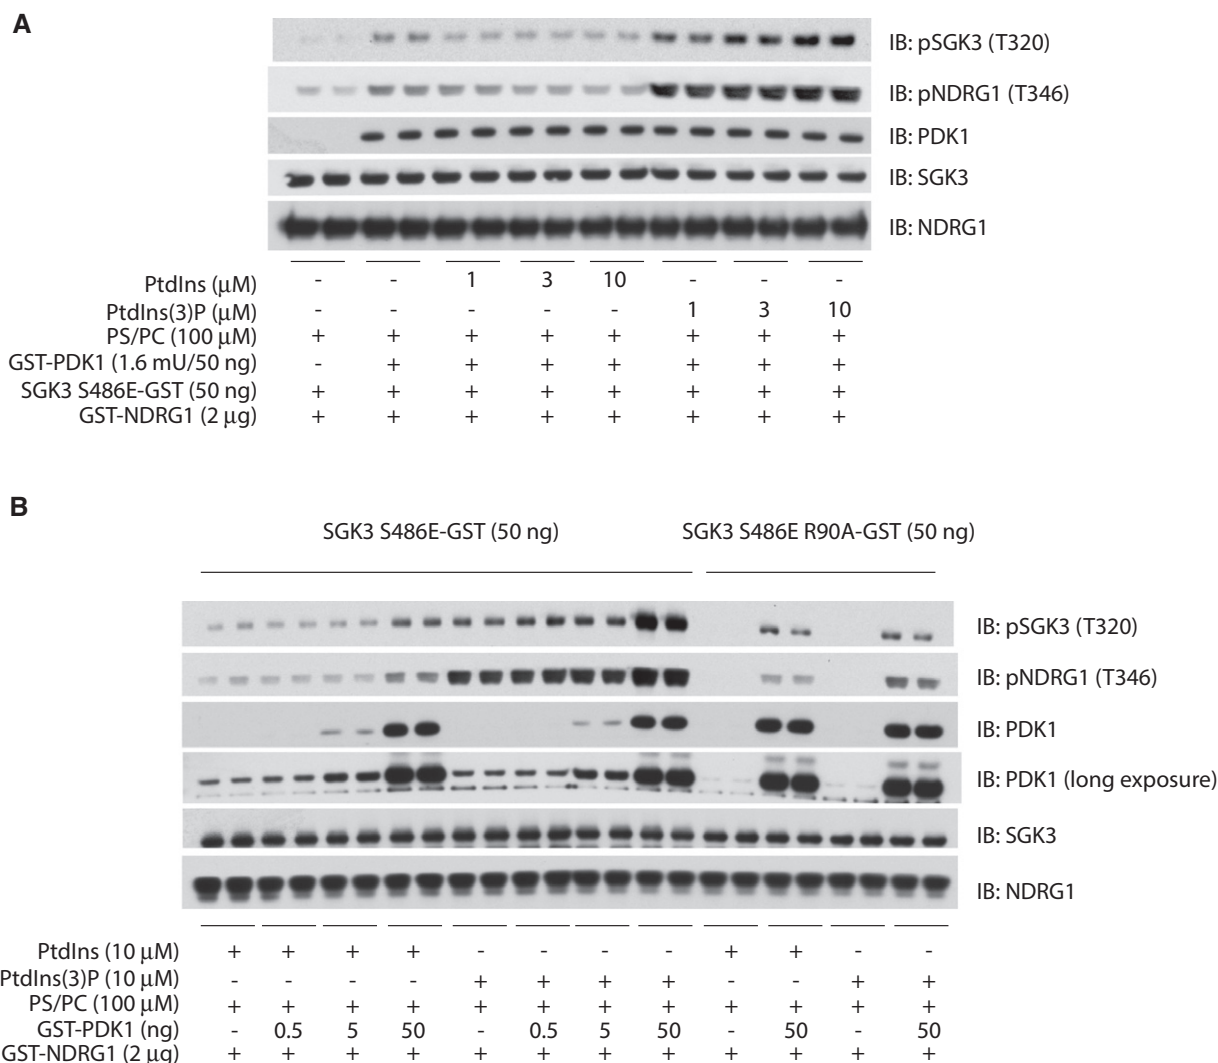 A
IB: pSGK3 (T320)
IB: pNDRG1 (T346)
IB: PDK1
IB: SGK3
IB: NDRG1
PtdIns (μM) - - 1 3 10 - - -
PtdIns(3)P (μM) - - - - - 1 3 10
PS/PC (100 μM) + + + + + + + +
GST-PDK1 (1.6 mU/50 ng) - + + + + + + +
SGK3 S486E-GST (50 ng) + + + + + + + +
GST-NDRG1 (2 μg) + + + + + + + +
B
SGK3 S486E-GST (50 ng) SGK3 S486E R90A-GST (50 ng)
IB: pSGK3 (T320)
IB: pNDRG1 (T346)
IB: PDK1
IB: PDK1 (long exposure)
IB: SGK3
IB: NDRG1
PtdIns (10 μM) + + + + - - - - + + - -
PtdIns(3)P (10 μM) - - - - + + + + - - + +
PS/PC (100 μM) + + + + + + + + + + + +
GST-PDK1 (ng) - 0.5 5 50 - 0.5 5 50 - 50 - 50
GST-NDRG1 (2 μg) + + + + + + + + + + + +